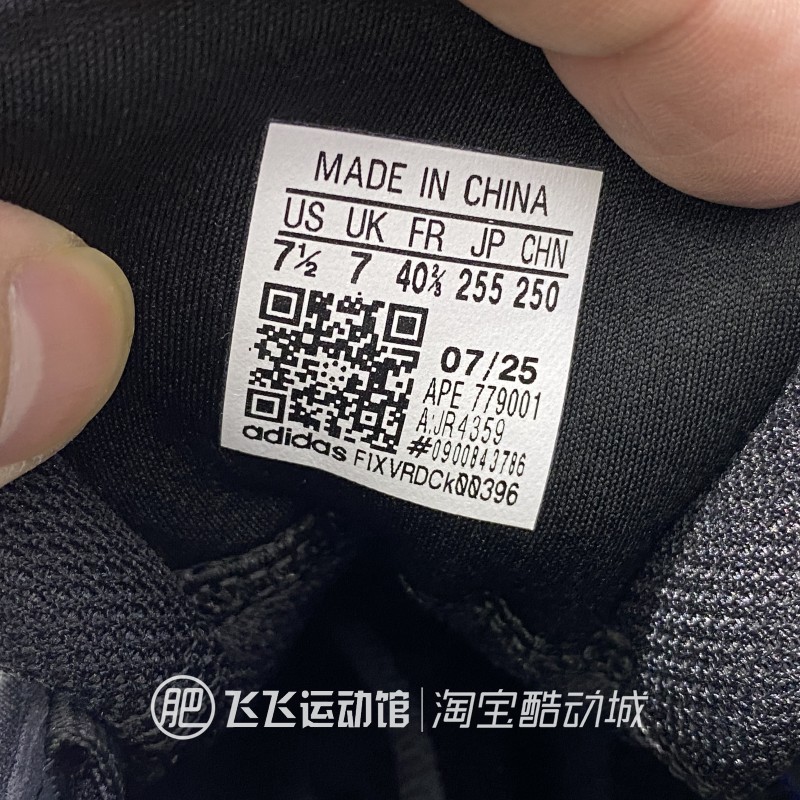 MADE IN CHINA
US UK FR JP CHN
7½ 7 40⅔ 255 250
07/25
APE 779001
A:JR4359
#0900843786
adidas F1XVRDCk00396
肥 飞飞运动馆|淘宝酷动城